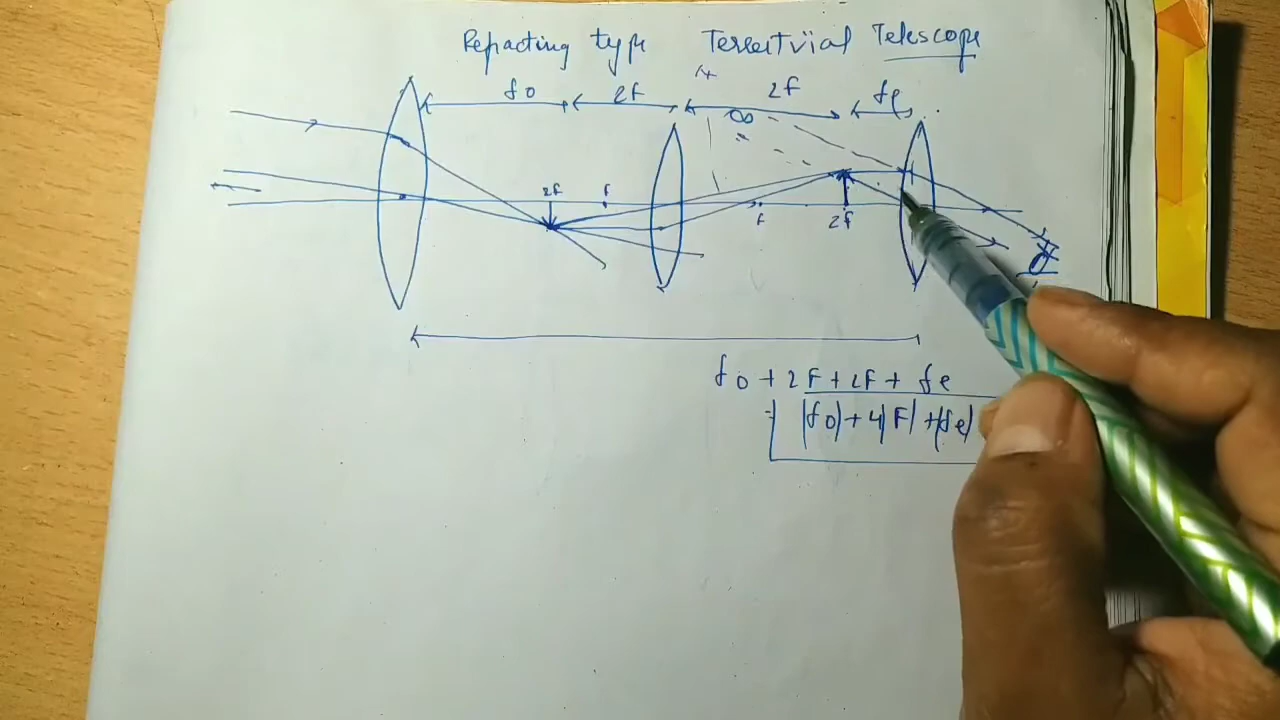 Refracting type Terrestrial Telescope
fo 2F 2F fe
∞
2F F
F 2F
fo + 2F + 2F + fe
= |fo| + 4|F| + |fe|